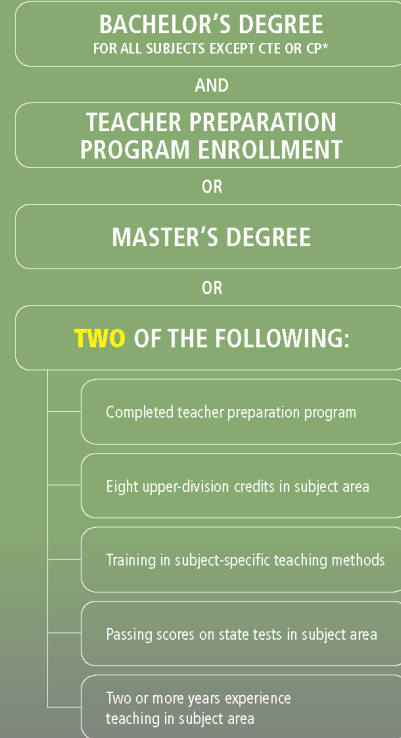 BACHELOR’S DEGREE
FOR ALL SUBJECTS EXCEPT CTE OR CP*
AND
TEACHER PREPARATION
PROGRAM ENROLLMENT
OR
MASTER’S DEGREE
OR
TWO OF THE FOLLOWING:
Completed teacher preparation program
Eight upper-division credits in subject area
Training in subject-specific teaching methods
Passing scores on state tests in subject area
Two or more years experience
teaching in subject area